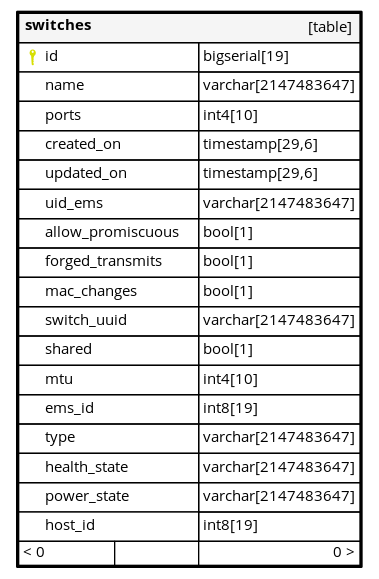 switches [table]
id bigserial[19]
name varchar[2147483647]
ports int4[10]
created_on timestamp[29,6]
updated_on timestamp[29,6]
uid_ems varchar[2147483647]
allow_promiscuous bool[1]
forged_transmits bool[1]
mac_changes bool[1]
switch_uuid varchar[2147483647]
shared bool[1]
mtu int4[10]
ems_id int8[19]
type varchar[2147483647]
health_state varchar[2147483647]
power_state varchar[2147483647]
host_id int8[19]
< 0 0 >